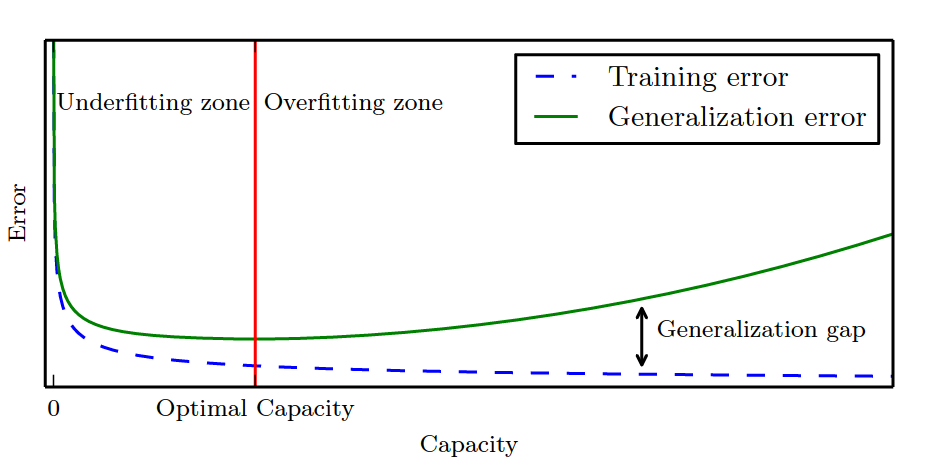 Training error
Generalization error
Underfitting zone
Overfitting zone
Error
Generalization gap
0
Optimal Capacity
Capacity